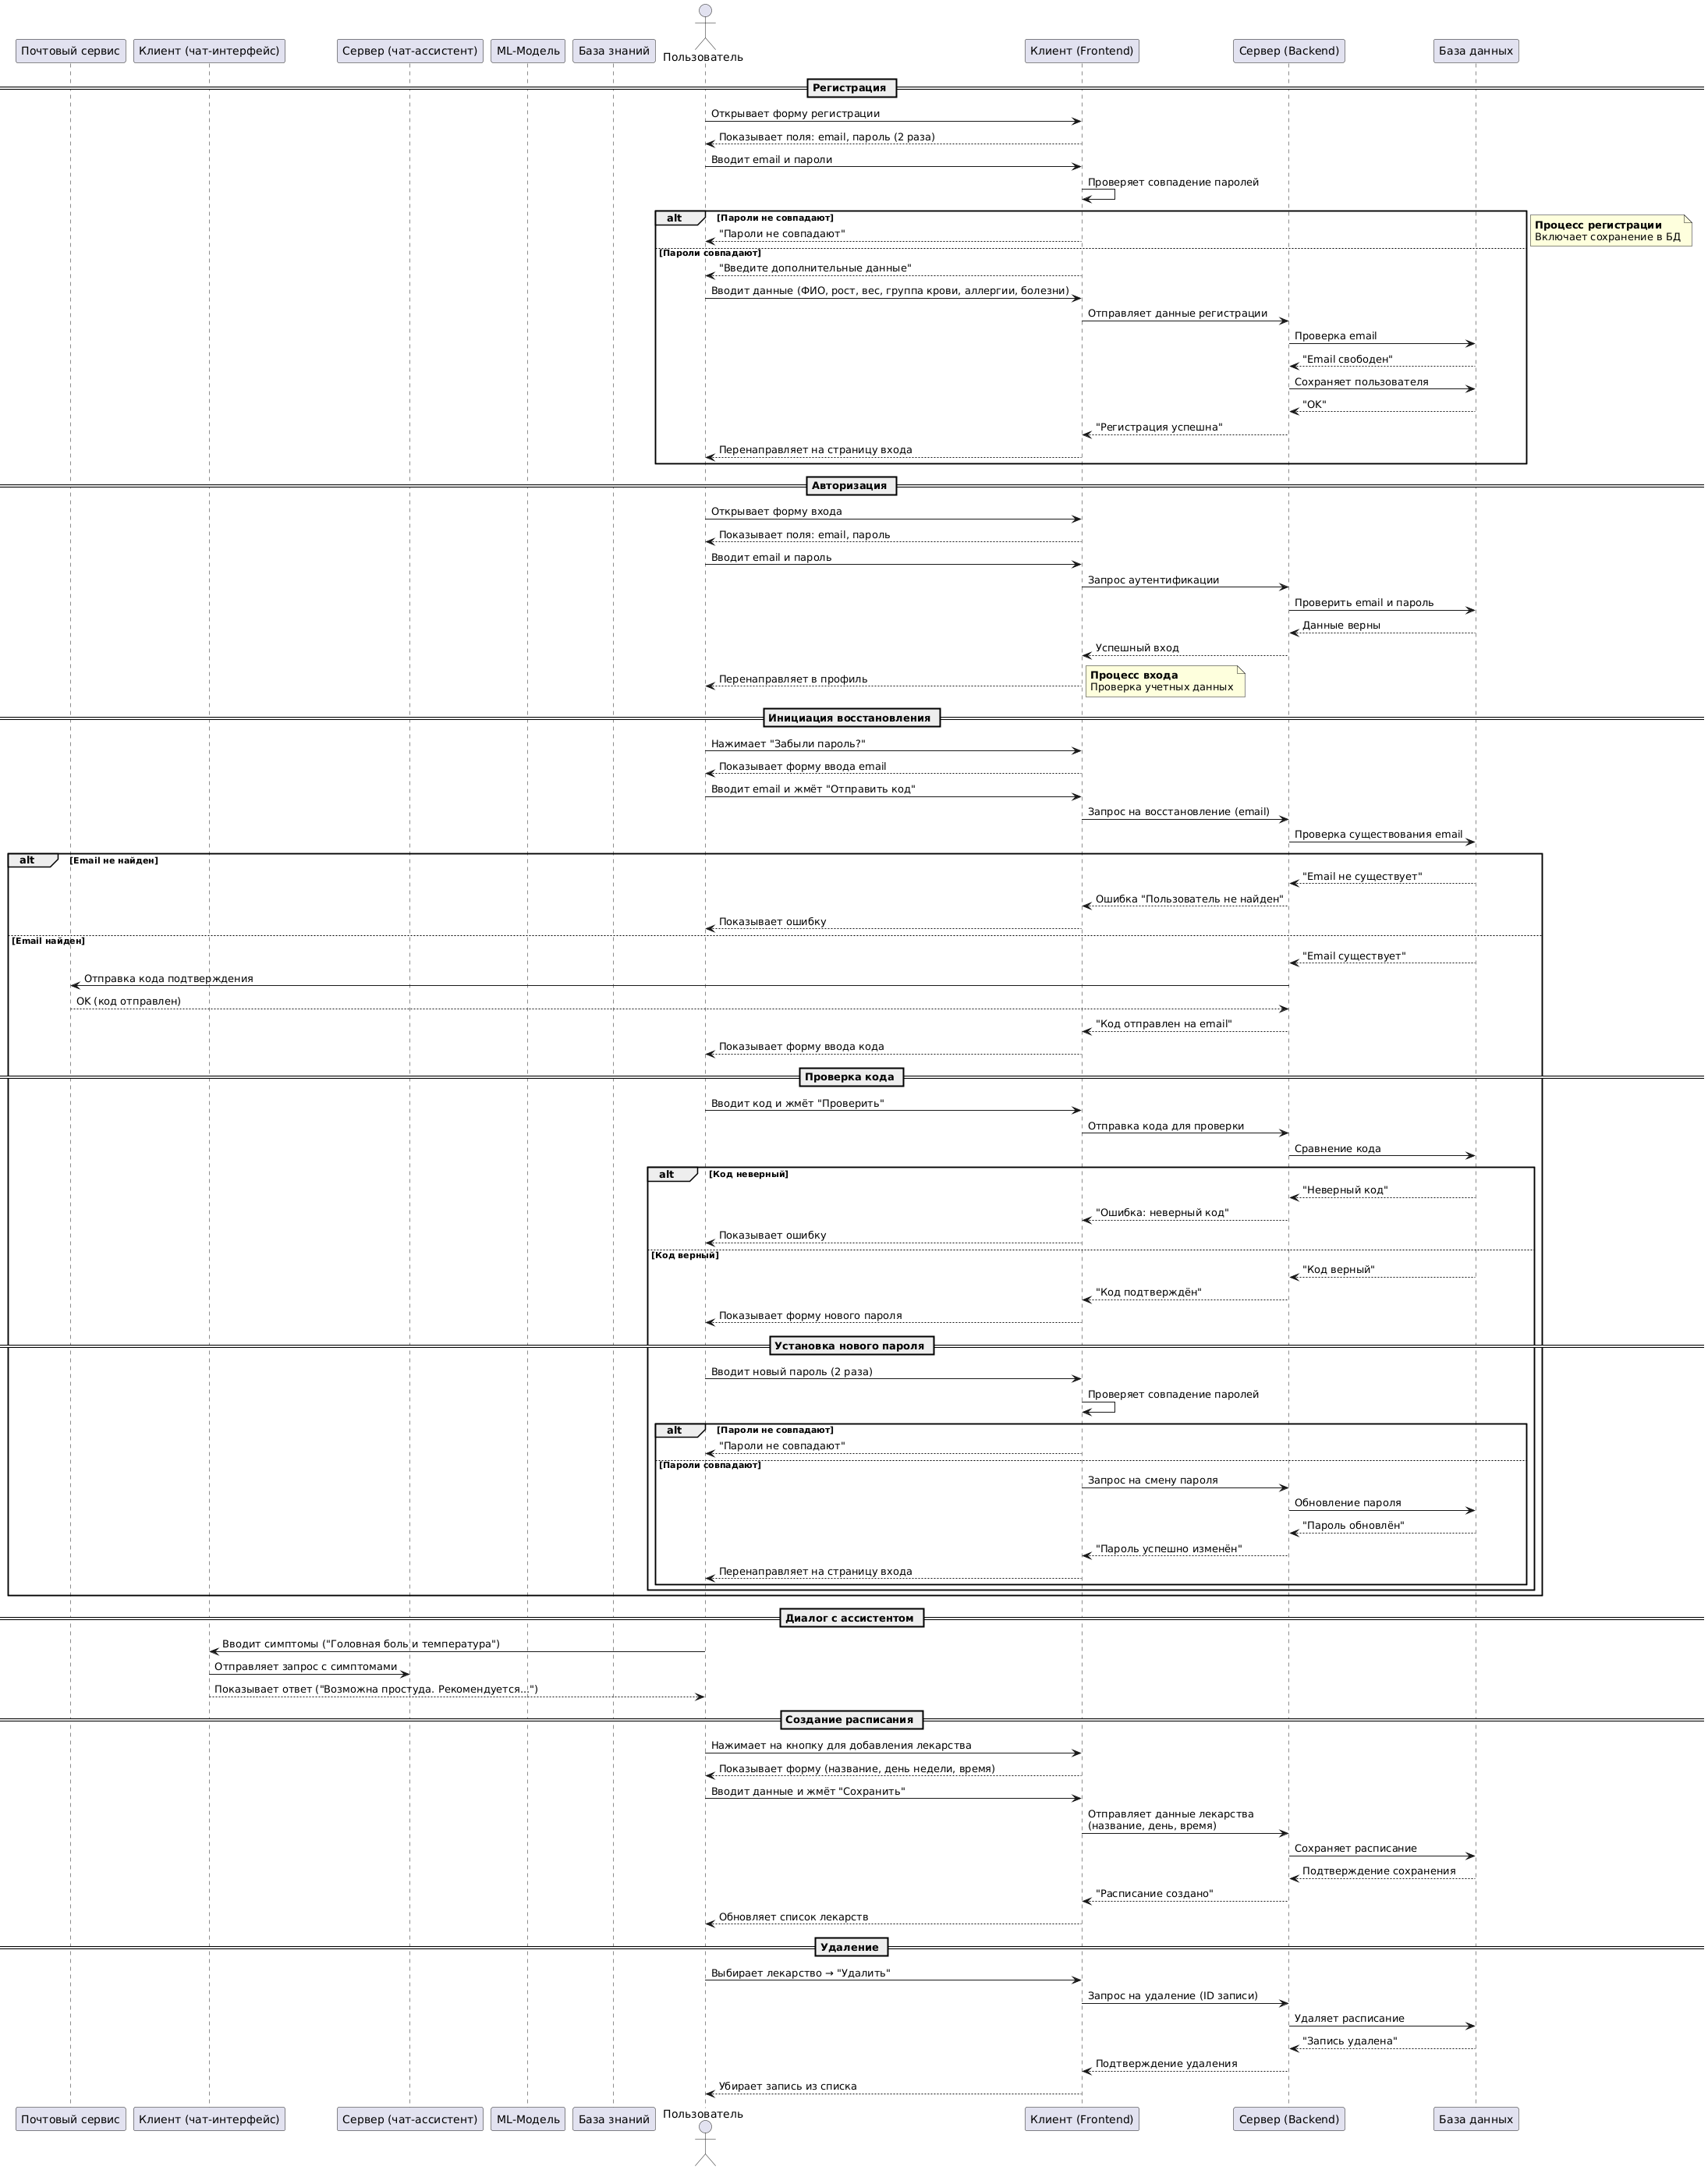 Почтовый сервис
Клиент (чат-интерфейс)
Сервер (чат-ассистент)
ML-Модель
База знаний
Пользователь
Клиент (Frontend)
Сервер (Backend)
База данных
Регистрация
Открывает форму регистрации
Показывает поля: email, пароль (2 раза)
Вводит email и пароли
Проверяет совпадение паролей
alt
[Пароли не совпадают]
"Пароли не совпадают"
Процесс регистрации
Включает сохранение в БД
[Пароли совпадают]
"Введите дополнительные данные"
Вводит данные (ФИО, рост, вес, группа крови, аллергии, болезни)
Отправляет данные регистрации
Проверка email
"Email свободен"
Сохраняет пользователя
"OK"
"Регистрация успешна"
Перенаправляет на страницу входа
Авторизация
Открывает форму входа
Показывает поля: email, пароль
Вводит email и пароль
Запрос аутентификации
Проверить email и пароль
Данные верны
Успешный вход
Перенаправляет в профиль
Процесс входа
Проверка учетных данных
Инициация восстановления
Нажимает "Забыли пароль?"
Показывает форму ввода email
Вводит email и жмёт "Отправить код"
Запрос на восстановление (email)
Проверка существования email
alt
[Email не найден]
"Email не существует"
Ошибка "Пользователь не найден"
Показывает ошибку
[Email найден]
"Email существует"
Отправка кода подтверждения
OK (код отправлен)
"Код отправлен на email"
Показывает форму ввода кода
Проверка кода
Вводит код и жмёт "Проверить"
Отправка кода для проверки
Сравнение кода
alt
[Код неверный]
"Неверный код"
"Ошибка: неверный код"
Показывает ошибку
[Код верный]
"Код верный"
"Код подтверждён"
Показывает форму нового пароля
Установка нового пароля
Вводит новый пароль (2 раза)
Проверяет совпадение паролей
alt
[Пароли не совпадают]
"Пароли не совпадают"
[Пароли совпадают]
Запрос на смену пароля
Обновление пароля
"Пароль обновлён"
"Пароль успешно изменён"
Перенаправляет на страницу входа
Диалог с ассистентом
Вводит симптомы ("Головная боль и температура")
Отправляет запрос с симптомами
Показывает ответ ("Возможна простуда. Рекомендуется...")
Создание расписания
Нажимает на кнопку для добавления лекарства
Показывает форму (название, день недели, время)
Вводит данные и жмёт "Сохранить"
Отправляет данные лекарства
(название, день, время)
Сохраняет расписание
Подтверждение сохранения
"Расписание создано"
Обновляет список лекарств
Удаление
Выбирает лекарство → "Удалить"
Запрос на удаление (ID записи)
Удаляет расписание
"Запись удалена"
Подтверждение удаления
Убирает запись из списка
Почтовый сервис
Клиент (чат-интерфейс)
Сервер (чат-ассистент)
ML-Модель
База знаний
Пользователь
Клиент (Frontend)
Сервер (Backend)
База данных